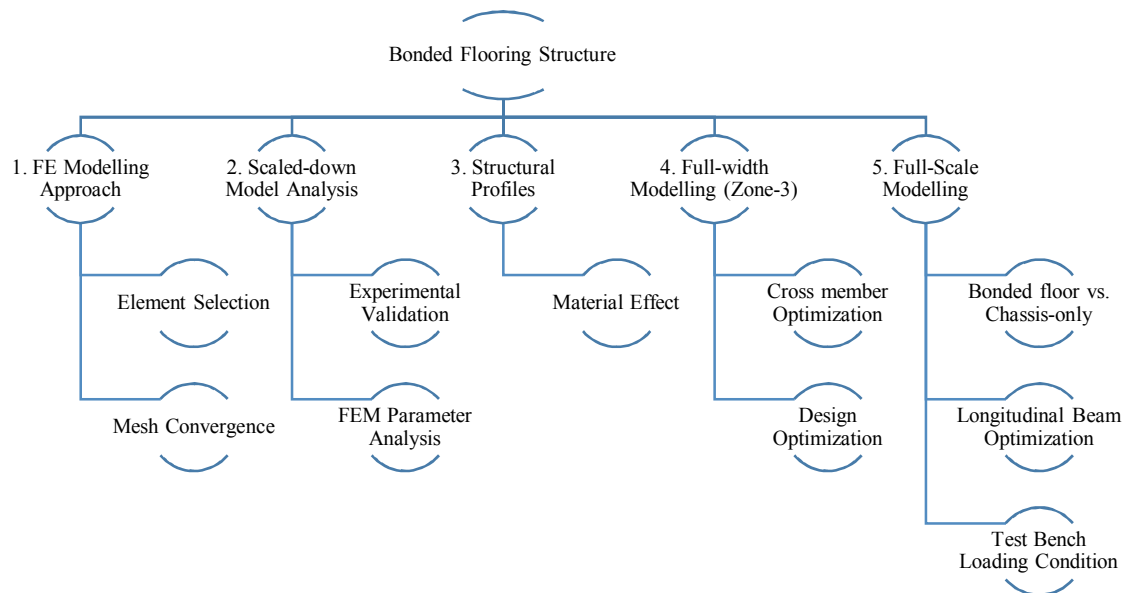 Bonded Flooring Structure
1. FE Modelling
Approach
2. Scaled-down
Model Analysis
3. Structural
Profiles
4. Full-width
Modelling (Zone-3)
5. Full-Scale
Modelling
Element Selection
Mesh Convergence
Experimental
Validation
FEM Parameter
Analysis
Material Effect
Cross member
Optimization
Design
Optimization
Bonded floor vs.
Chassis-only
Longitudinal Beam
Optimization
Test Bench
Loading Condition